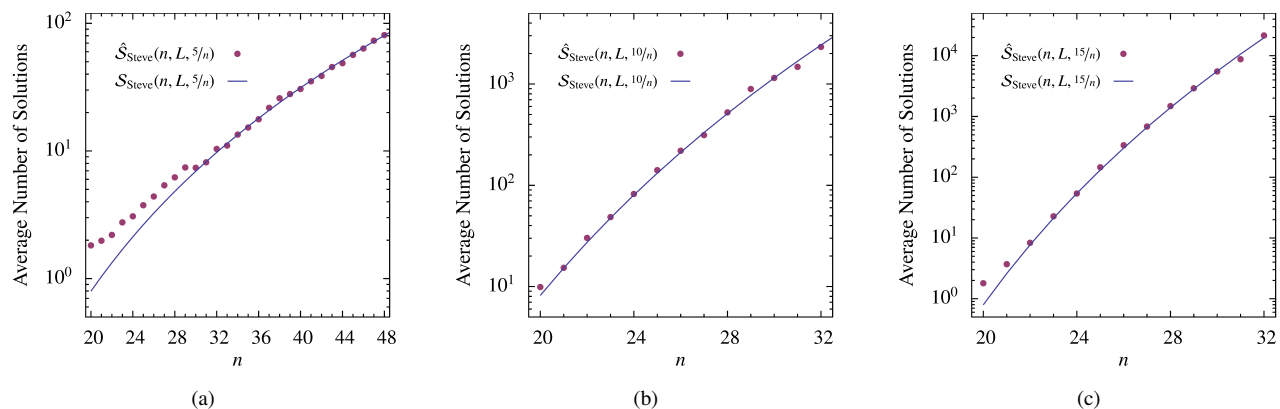 Average Number of Solutions
10²
10¹
10⁰
Ŝ_Steve(n, L, 5/n)
S_Steve(n, L, 5/n)
20 24 28 32 36 40 44 48
n
(a)
Average Number of Solutions
10³
10²
10¹
Ŝ_Steve(n, L, 10/n)
S_Steve(n, L, 10/n)
20 24 28 32
n
(b)
Average Number of Solutions
10⁴
10³
10²
10¹
10⁰
Ŝ_Steve(n, L, 15/n)
S_Steve(n, L, 15/n)
20 24 28 32
n
(c)